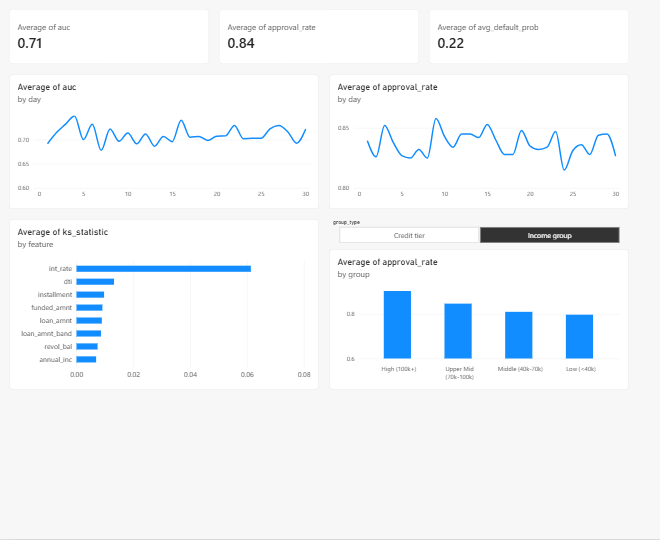 Average of auc
0.71
Average of approval_rate
0.84
Average of avg_default_prob
0.22
Average of auc
by day
0.70
0.65
0.60
0 5 10 15 20 25 30
Average of approval_rate
by day
0.85
0.80
0 5 10 15 20 25 30
Average of ks_statistic
by feature
int_rate
dti
installment
funded_amnt
loan_amnt
loan_amnt_band
revol_bal
annual_inc
0.00 0.02 0.04 0.06 0.08
group_type
Credit tier
Income group
Average of approval_rate
by group
0.8
0.6
High (100k+) Upper Mid (70k-100k) Middle (40k-70k) Low (<40k)